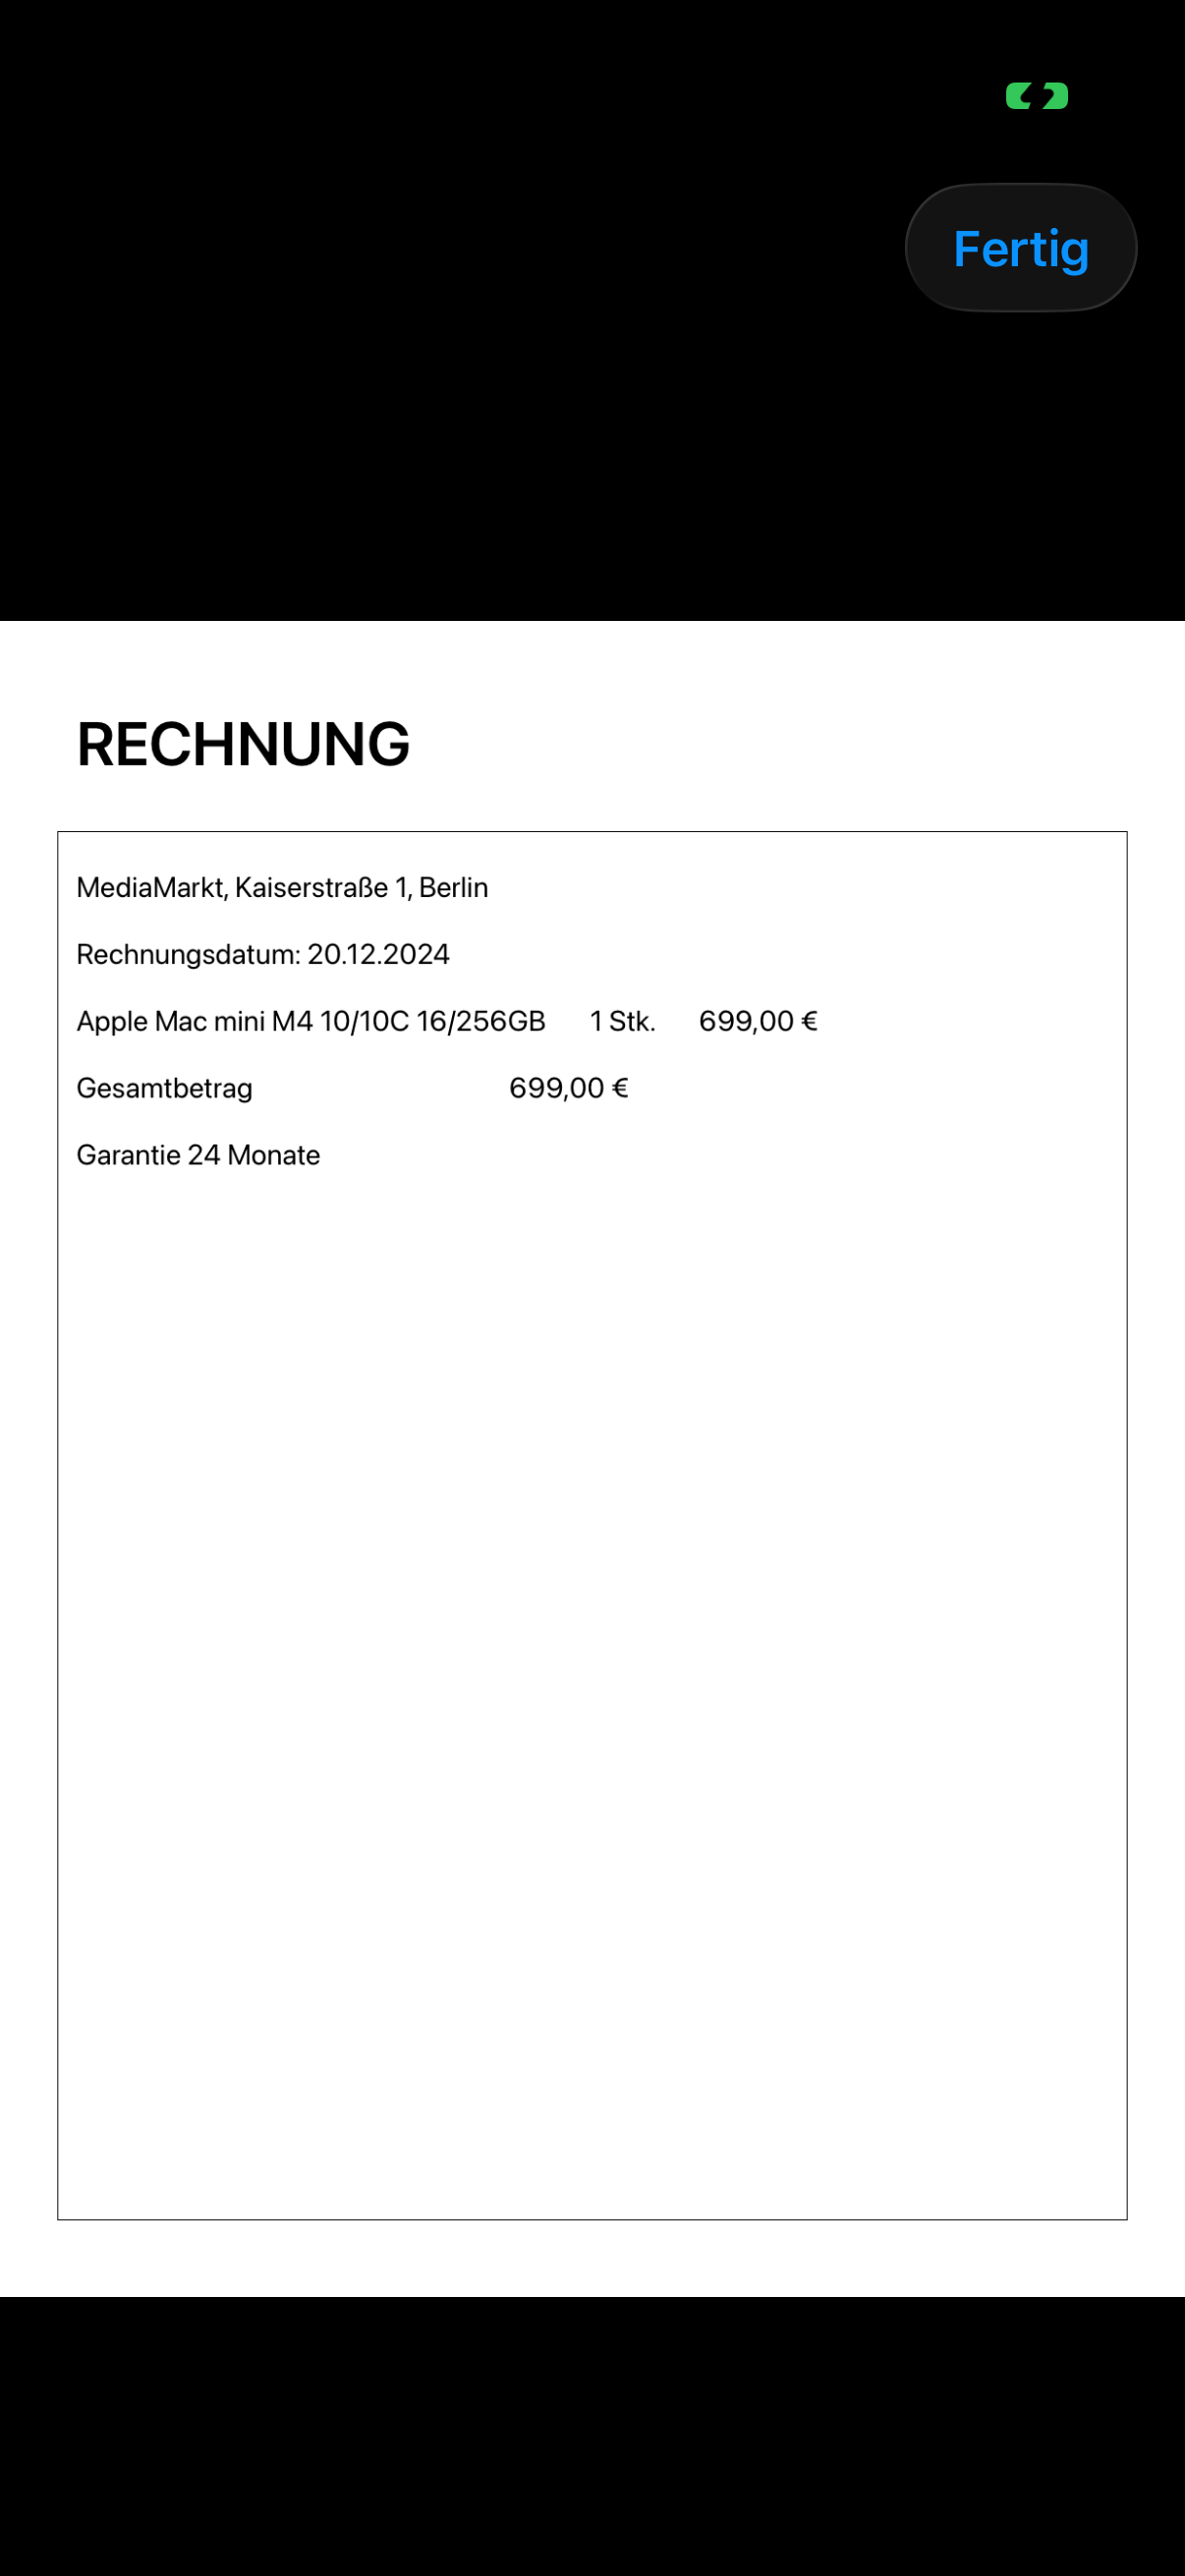 Fertig
RECHNUNG
MediaMarkt, Kaiserstraße 1, Berlin
Rechnungsdatum: 20.12.2024
Apple Mac mini M4 10/10C 16/256GB 1 Stk. 699,00 €
Gesamtbetrag 699,00 €
Garantie 24 Monate